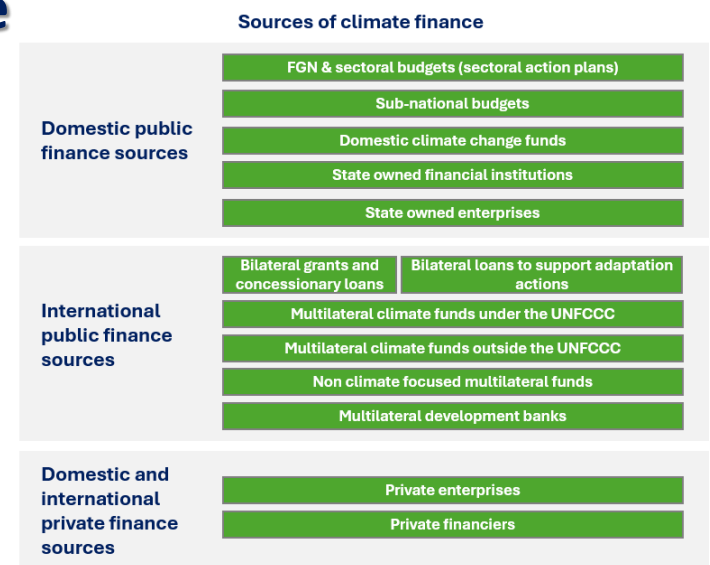 e
Sources of climate finance
Domestic public
finance sources
FGN & sectoral budgets (sectoral action plans)
Sub-national budgets
Domestic climate change funds
State owned financial institutions
State owned enterprises
International
public finance
sources
Bilateral grants and
concessionary loans
Bilateral loans to support adaptation
actions
Multilateral climate funds under the UNFCCC
Multilateral climate funds outside the UNFCCC
Non climate focused multilateral funds
Multilateral development banks
Domestic and
international
private finance
sources
Private enterprises
Private financiers